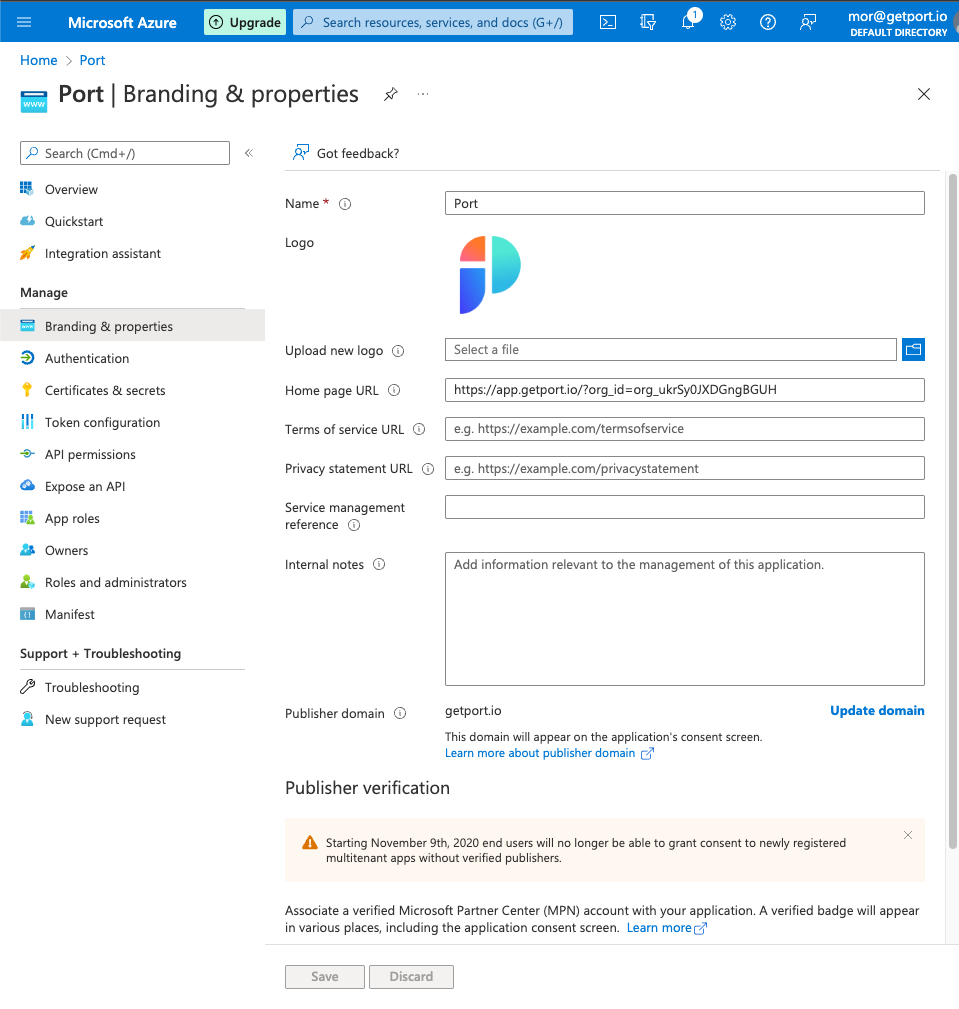 Microsoft Azure
Upgrade
Search resources, services, and docs (G+/)
1
mor@getport.io
DEFAULT DIRECTORY
Home > Port
Port | Branding & properties
...
Search (Cmd+/)
Got feedback?
Overview
Quickstart
Integration assistant
Manage
Branding & properties
Authentication
Certificates & secrets
Token configuration
API permissions
Expose an API
App roles
Owners
Roles and administrators
Manifest
Support + Troubleshooting
Troubleshooting
New support request
Name *
Port
Logo
Upload new logo
Select a file
Home page URL
https://app.getport.io/?org_id=org_ukrSy0JXDGngBGUH
Terms of service URL
e.g. https://example.com/termsofservice
Privacy statement URL
e.g. https://example.com/privacystatement
Service management
reference
Internal notes
Add information relevant to the management of this application.
Publisher domain
getport.io
Update domain
This domain will appear on the application's consent screen.
Learn more about publisher domain
Publisher verification
Starting November 9th, 2020 end users will no longer be able to grant consent to newly registered
multitenant apps without verified publishers.
Associate a verified Microsoft Partner Center (MPN) account with your application. A verified badge will appear
in various places, including the application consent screen. Learn more
Save
Discard